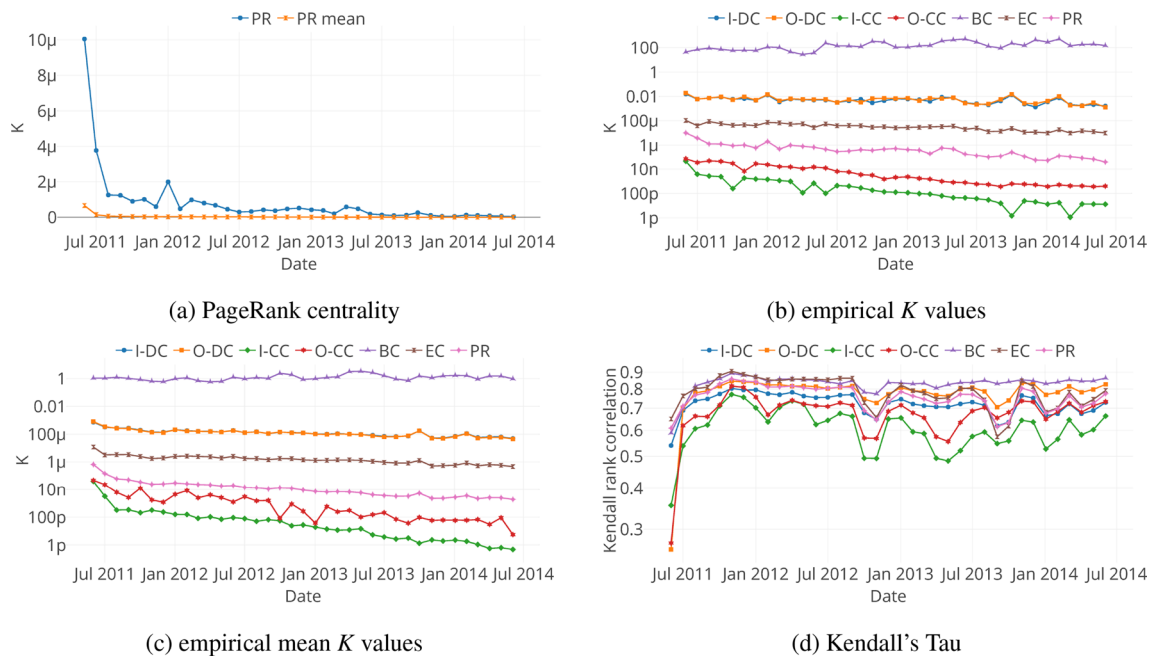 PR PR mean
10μ
8μ
6μ
4μ
2μ
0
K
Jul 2011 Jan 2012 Jul 2012 Jan 2013 Jul 2013 Jan 2014 Jul 2014
Date
(a) PageRank centrality
I-DC O-DC I-CC O-CC BC EC PR
100
1
0.01
100μ
1μ
10n
100p
1p
K
Jul 2011 Jan 2012 Jul 2012 Jan 2013 Jul 2013 Jan 2014 Jul 2014
Date
(b) empirical K values
I-DC O-DC I-CC O-CC BC EC PR
1
0.01
100μ
1μ
10n
100p
1p
K
Jul 2011 Jan 2012 Jul 2012 Jan 2013 Jul 2013 Jan 2014 Jul 2014
Date
(c) empirical mean K values
I-DC O-DC I-CC O-CC BC EC PR
0.9
0.8
0.7
0.6
0.5
0.4
0.3
Kendall rank correlation
Jul 2011 Jan 2012 Jul 2012 Jan 2013 Jul 2013 Jan 2014 Jul 2014
Date
(d) Kendall's Tau